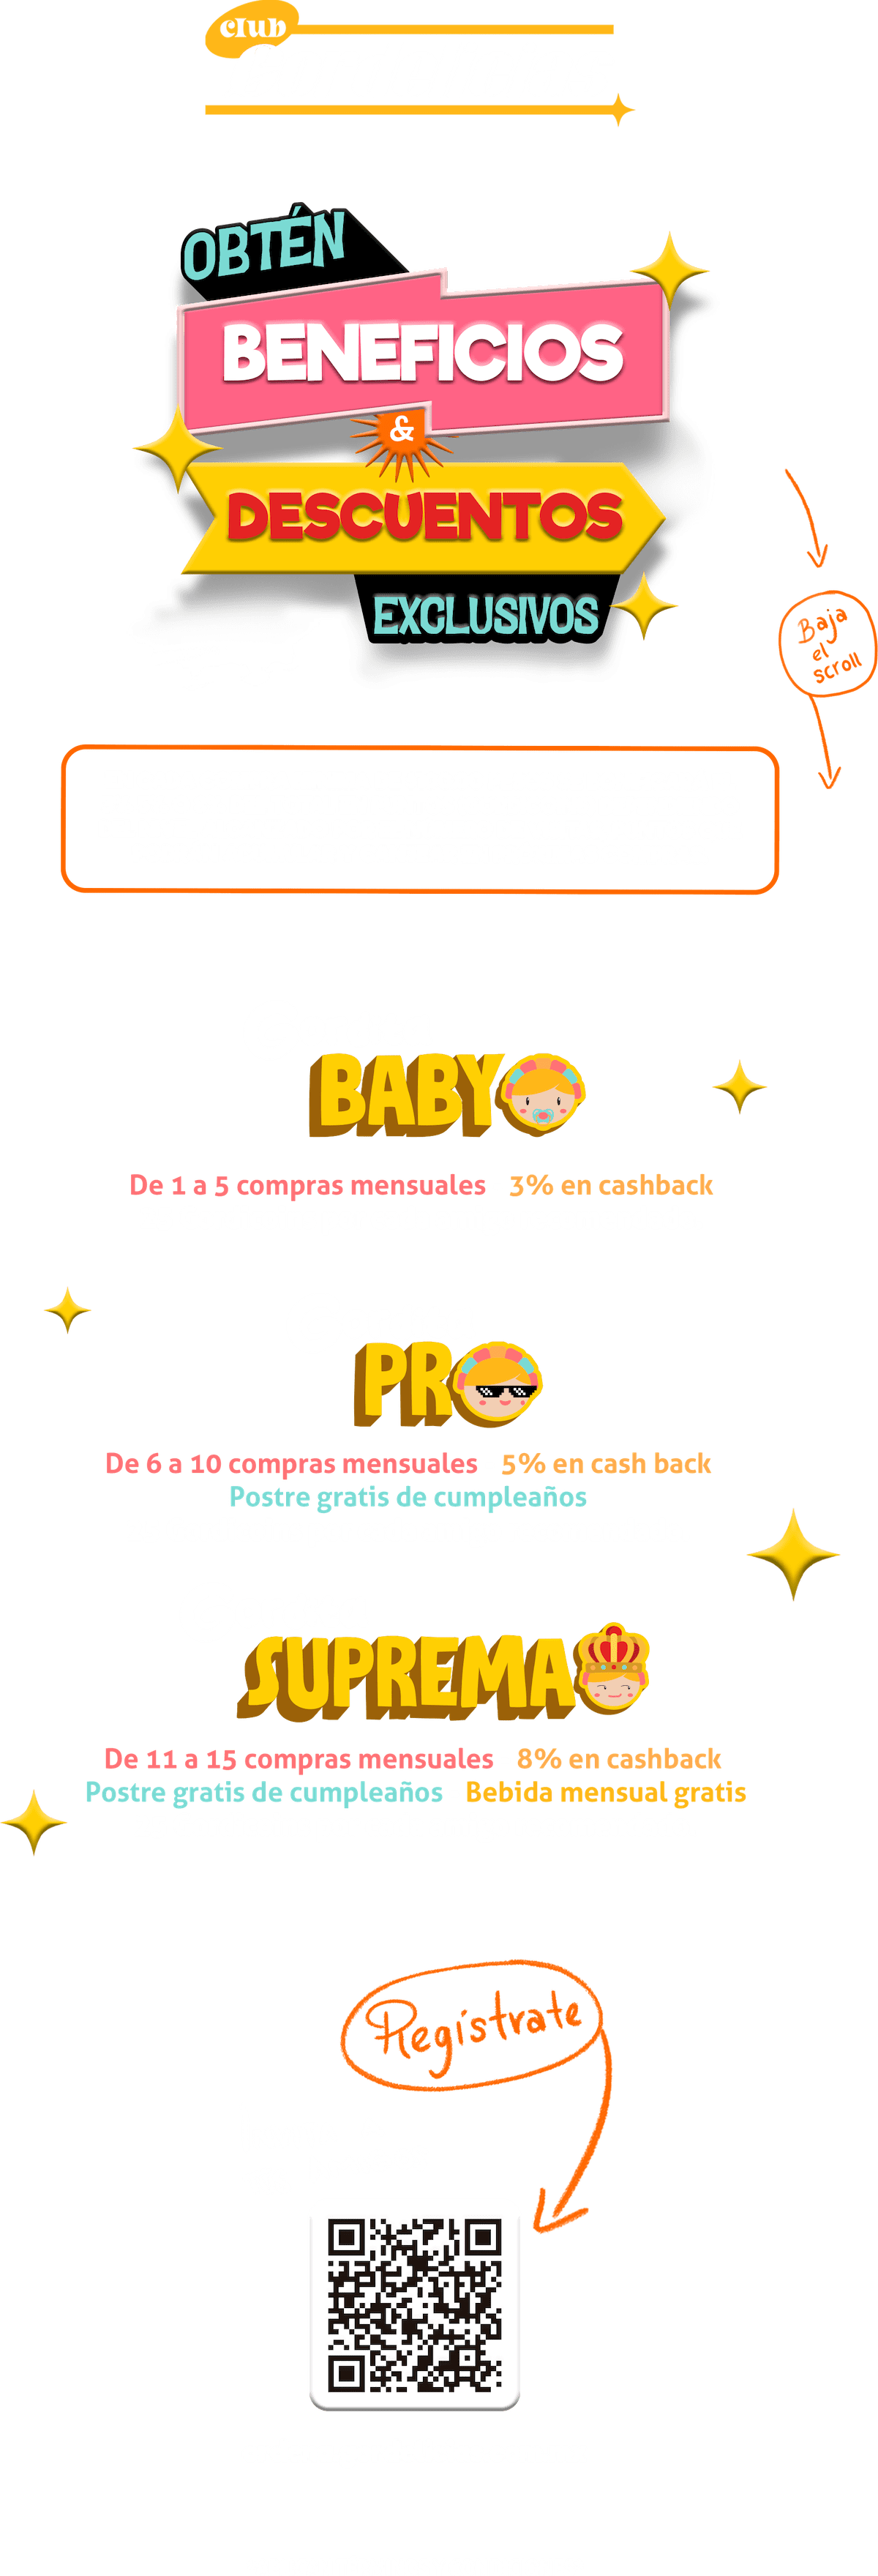 club
OBTÉN
BENEFICIOS
&
DESCUENTOS
EXCLUSIVOS
Baja
el
scroll
BABY
De 1 a 5 compras mensuales 3% en cashback
PRO
De 6 a 10 compras mensuales 5% en cash back
Postre gratis de cumpleaños
SUPREMA
De 11 a 15 compras mensuales 8% en cashback
Postre gratis de cumpleaños Bebida mensual gratis
Regístrate